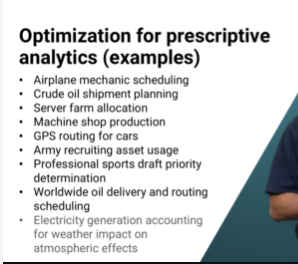 Optimization for prescriptive
analytics (examples)
• Airplane mechanic scheduling
• Crude oil shipment planning
• Server farm allocation
• Machine shop production
• GPS routing for cars
• Army recruiting asset usage
• Professional sports draft priority
determination
• Worldwide oil delivery and routing
scheduling
• Electricity generation accounting
for weather impact on
atmospheric effects